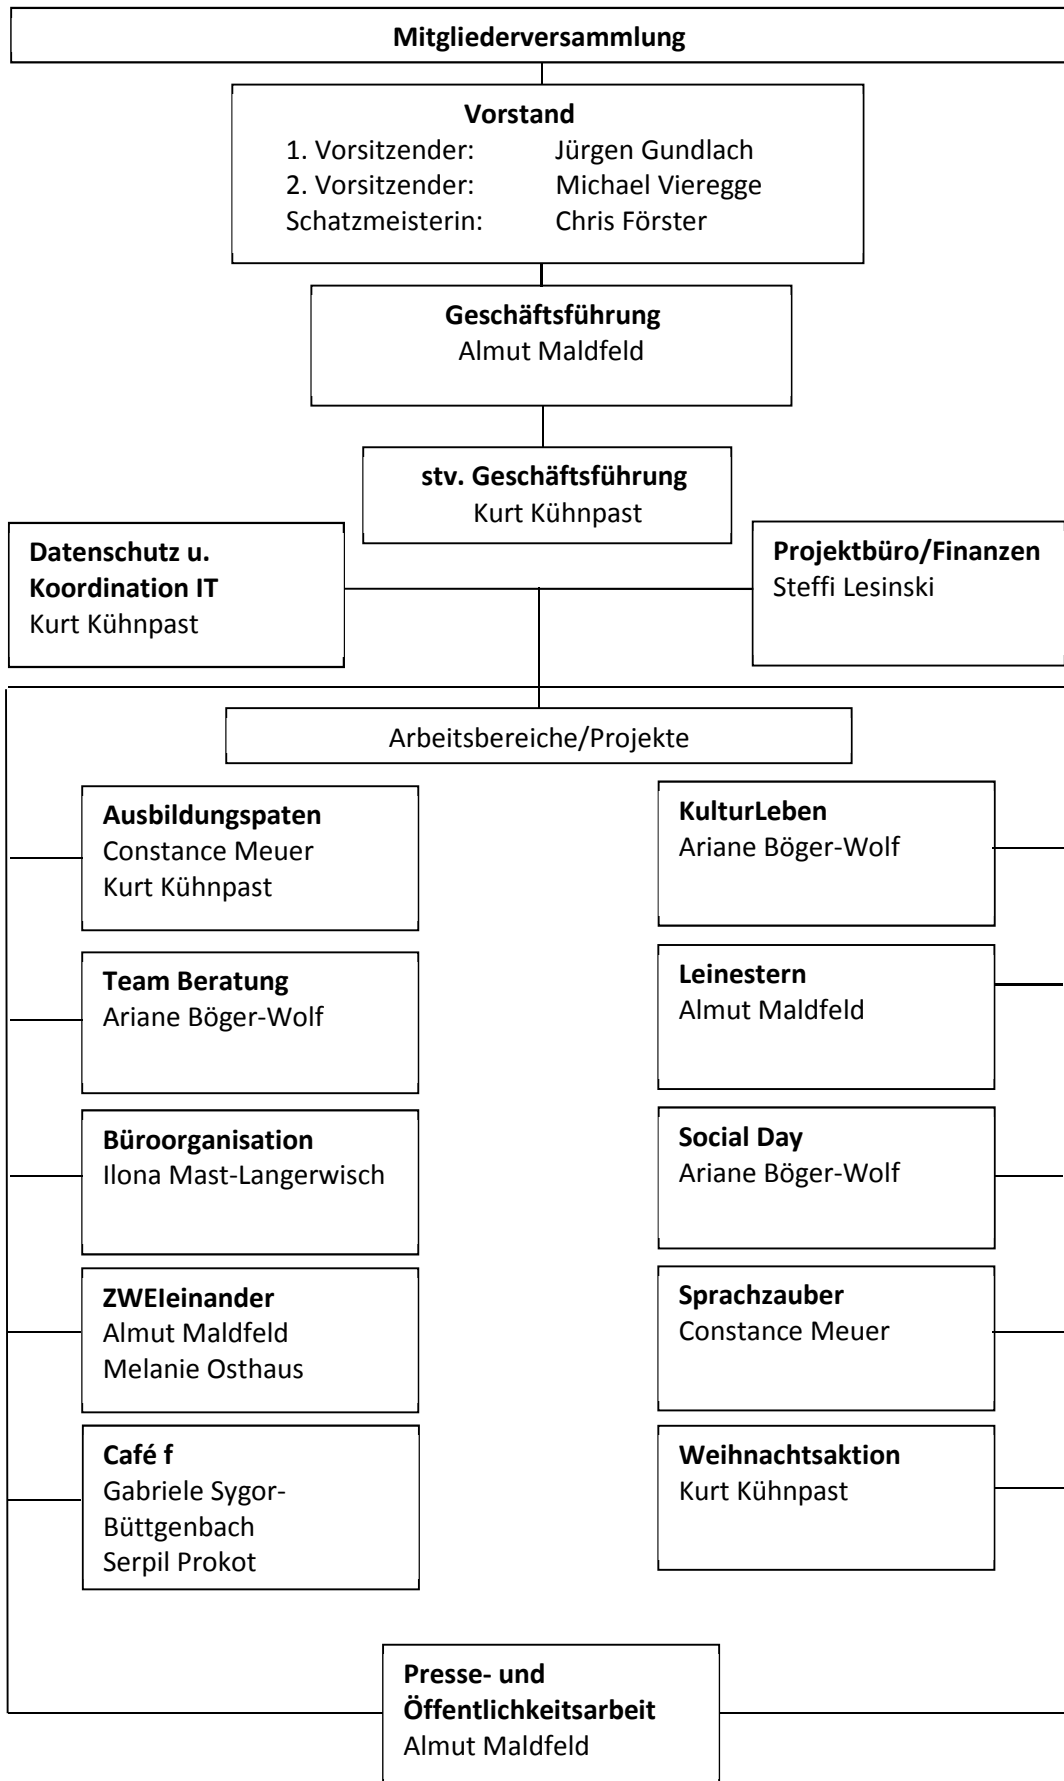 Mitgliederversammlung
Vorstand
1. Vorsitzender: Jürgen Gundlach
2. Vorsitzender: Michael Vieregge
Schatzmeisterin: Chris Förster
Geschäftsführung
Almut Maldfeld
stv. Geschäftsführung
Kurt Kühnpast
Datenschutz u.
Koordination IT
Kurt Kühnpast
Projektbüro/Finanzen
Steffi Lesinski
Arbeitsbereiche/Projekte
Ausbildungspaten
Constance Meuer
Kurt Kühnpast
Team Beratung
Ariane Böger-Wolf
Büroorganisation
Ilona Mast-Langerwisch
ZWEIeinander
Almut Maldfeld
Melanie Osthaus
Café f
Gabriele Sygor-
Büttgenbach
Serpil Prokot
KulturLeben
Ariane Böger-Wolf
Leinestern
Almut Maldfeld
Social Day
Ariane Böger-Wolf
Sprachzauber
Constance Meuer
Weihnachtsaktion
Kurt Kühnpast
Presse- und
Öffentlichkeitsarbeit
Almut Maldfeld